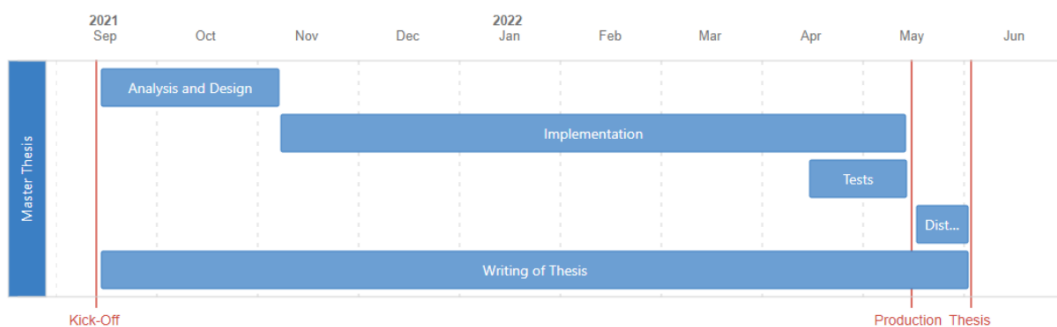 2021
2022
Sep Oct Nov Dec Jan Feb Mar Apr May Jun
Master Thesis
Analysis and Design
Implementation
Tests
Dist...
Writing of Thesis
Kick-Off
Production
Thesis